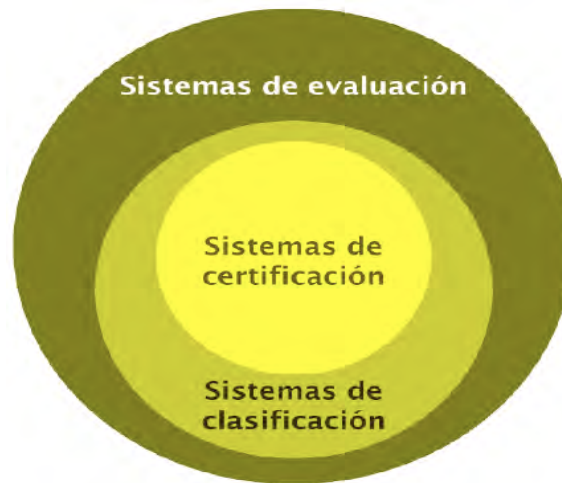 Sistemas de evaluación
Sistemas de
certificación
Sistemas de
clasificación